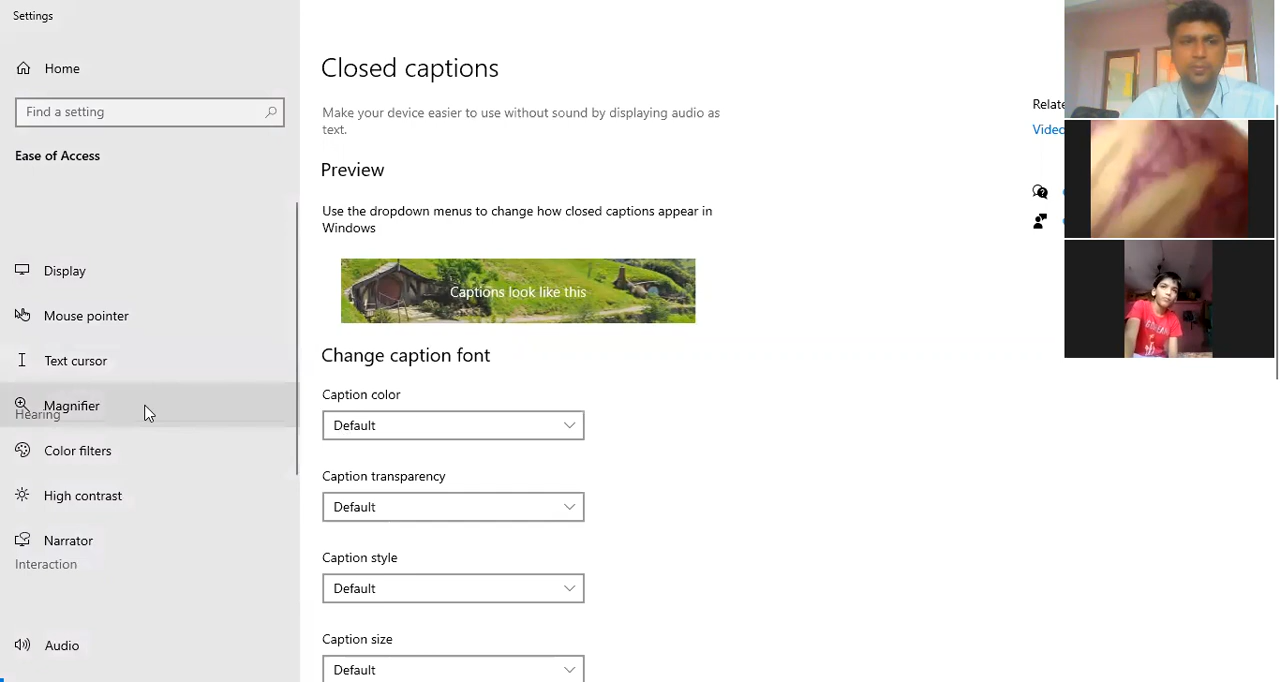 Settings
Home
Find a setting
Ease of Access
Display
Mouse pointer
Text cursor
Magnifier
Hearing
Color filters
High contrast
Narrator
Interaction
Audio
Closed captions
Make your device easier to use without sound by displaying audio as
text.
Preview
Use the dropdown menus to change how closed captions appear in
Windows
Captions look like this
Change caption font
Caption color
Default
Caption transparency
Default
Caption style
Default
Caption size
Default
Relate
Video